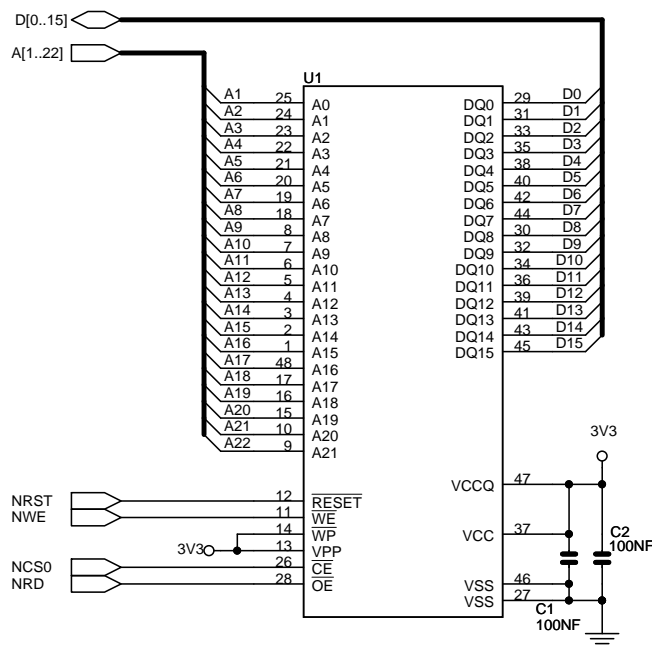 D[0..15]
A[1..22]
U1
A1 25 A0 DQ0 29 D0
A2 24 A1 DQ1 31 D1
A3 23 A2 DQ2 33 D2
A4 22 A3 DQ3 35 D3
A5 21 A4 DQ4 38 D4
A6 20 A5 DQ5 40 D5
A7 19 A6 DQ6 42 D6
A8 18 A7 DQ7 44 D7
A9 8 A8 DQ8 30 D8
A10 7 A9 DQ9 32 D9
A11 6 A10 DQ10 34 D10
A12 5 A11 DQ11 36 D11
A13 4 A12 DQ12 39 D12
A14 3 A13 DQ13 41 D13
A15 2 A14 DQ14 43 D14
A16 1 A15 DQ15 45 D15
A17 48 A16
A18 17 A17
A19 16 A18
A20 15 A19
A21 10 A20
A22 9 A21
3V3
VCCQ 47
NRST 12 RESET
NWE 11 WE
14 WP VCC 37
C2
100NF
3V3 13 VPP
NCS0 26 CE
NRD 28 OE VSS 46
VSS 27
C1
100NF